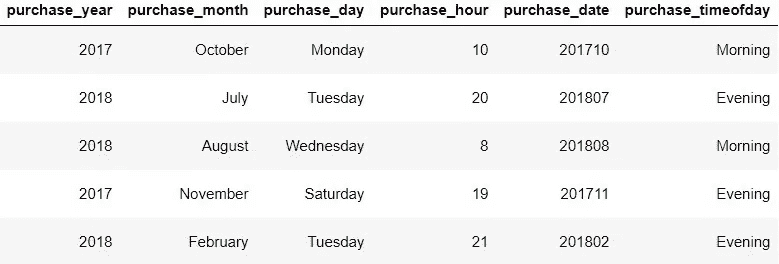 purchase_year purchase_month purchase_day purchase_hour purchase_date purchase_timeofday
2017 October Monday 10 201710 Morning
2018 July Tuesday 20 201807 Evening
2018 August Wednesday 8 201808 Morning
2017 November Saturday 19 201711 Evening
2018 February Tuesday 21 201802 Evening